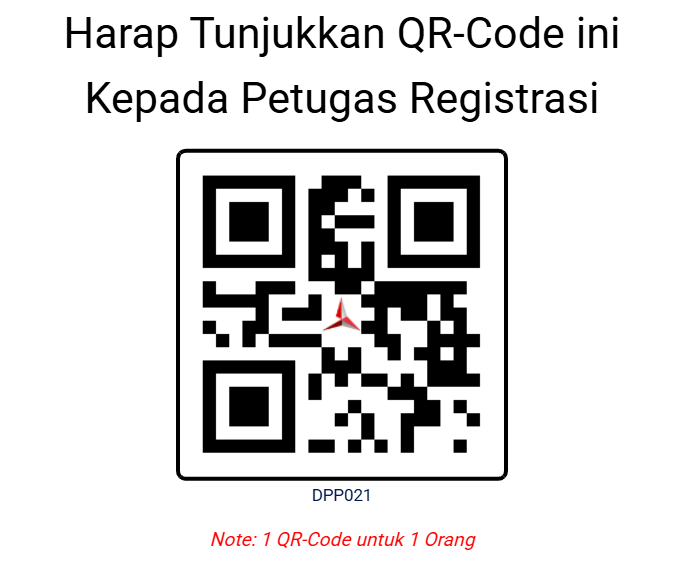 Harap Tunjukkan QR-Code ini
Kepada Petugas Registrasi
DPP021
Note: 1 QR-Code untuk 1 Orang